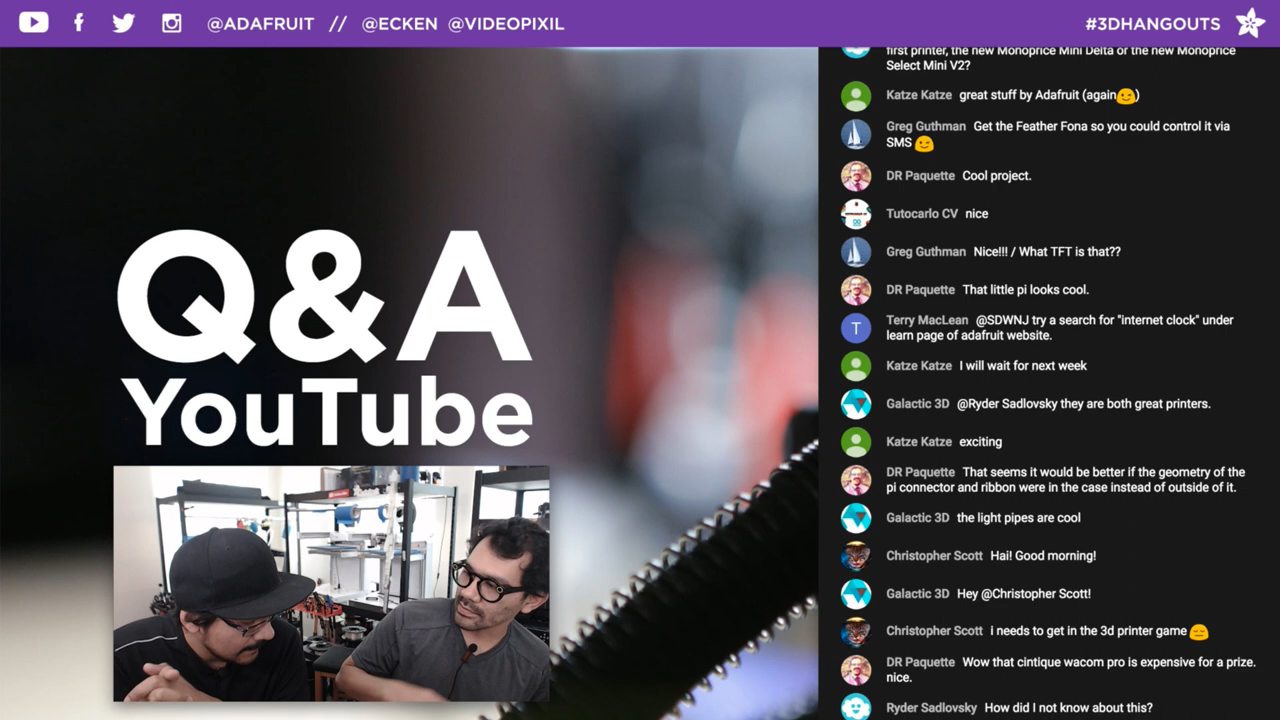 @ADAFRUIT // @ECKEN @VIDEOPIXIL
#3DHANGOUTS
Q&A
YouTube
first printer, the new Monoprice Mini Delta or the new Monoprice
Select Mini V2?
Katze Katze great stuff by Adafruit (again😉)
Greg Guthman Get the Feather Fona so you could control it via
SMS 😉
DR Paquette Cool project.
Tutocarlo CV nice
Greg Guthman Nice!!! / What TFT is that??
DR Paquette That little pi looks cool.
T
Terry MacLean @SDWNJ try a search for "internet clock" under
learn page of adafruit website.
Katze Katze I will wait for next week
Galactic 3D @Ryder Sadlovsky they are both great printers.
Katze Katze exciting
DR Paquette That seems it would be better if the geometry of the
pi connector and ribbon were in the case instead of outside of it.
Galactic 3D the light pipes are cool
Christopher Scott Hai! Good morning!
Galactic 3D Hey @Christopher Scott!
Christopher Scott i needs to get in the 3d printer game 😔
DR Paquette Wow that cintique wacom pro is expensive for a prize.
nice.
Ryder Sadlovsky How did I not know about this?